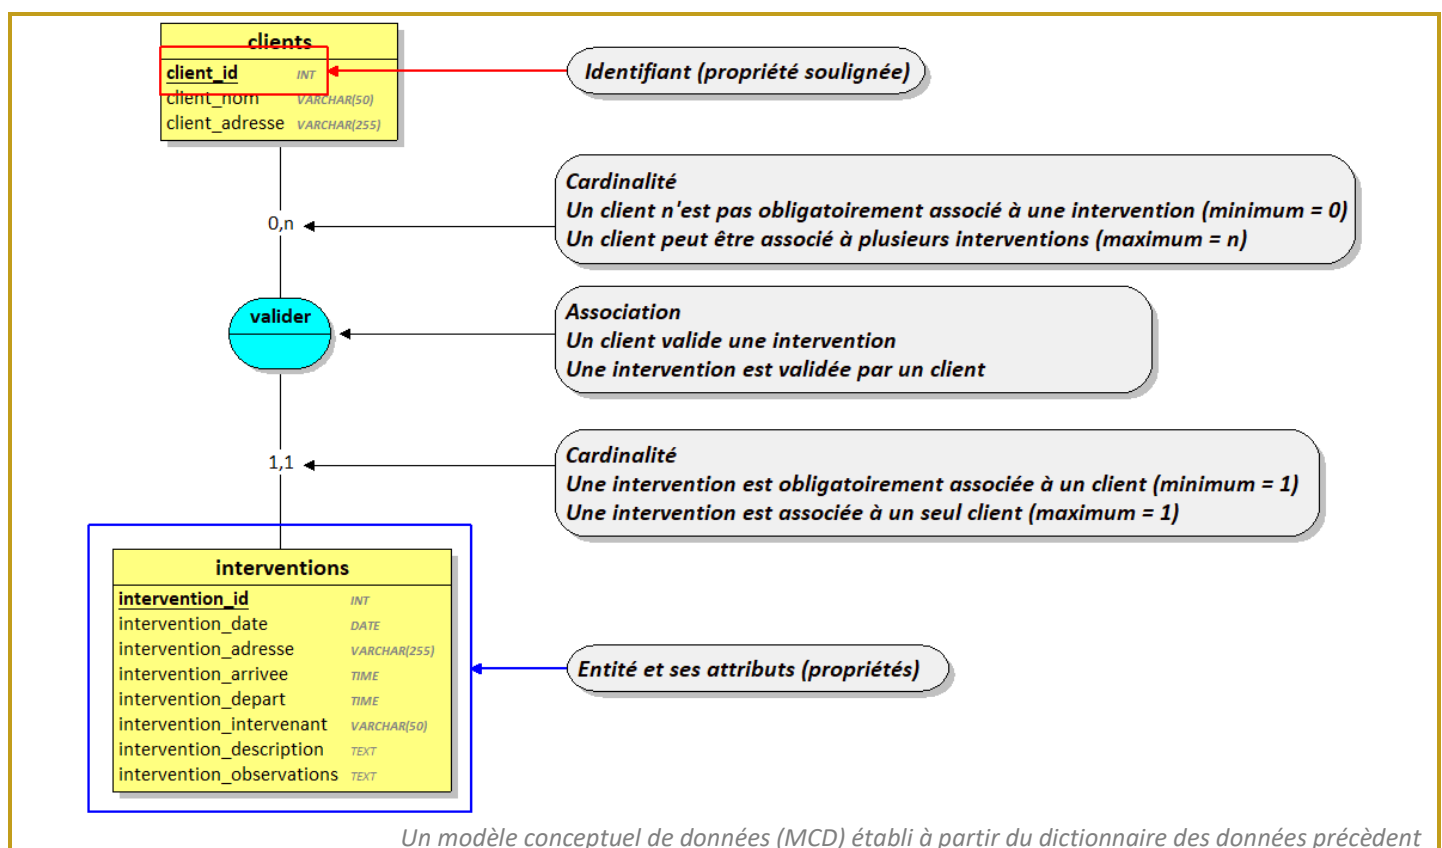 clients
client_id INT
client_nom VARCHAR(50)
client_adresse VARCHAR(255)
Identifiant (propriété soulignée)
0,n
Cardinalité
Un client n'est pas obligatoirement associé à une intervention (minimum = 0)
Un client peut être associé à plusieurs interventions (maximum = n)
valider
Association
Un client valide une intervention
Une intervention est validée par un client
1,1
Cardinalité
Une intervention est obligatoirement associée à un client (minimum = 1)
Une intervention est associée à un seul client (maximum = 1)
interventions
intervention_id INT
intervention_date DATE
intervention_adresse VARCHAR(255)
intervention_arrivee TIME
intervention_depart TIME
intervention_intervenant VARCHAR(50)
intervention_description TEXT
intervention_observations TEXT
Entité et ses attributs (propriétés)
Un modèle conceptuel de données (MCD) établi à partir du dictionnaire des données précèdent